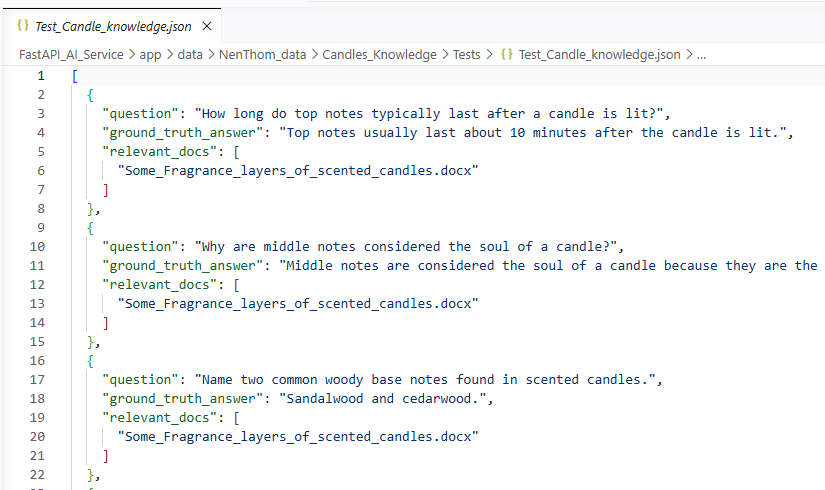 {} Test_Candle_knowledge.json ×
FastAPI_AI_Service > app > data > NenThom_data > Candles_Knowledge > Tests > {} Test_Candle_knowledge.json > ...
1 [
2 {
3 "question": "How long do top notes typically last after a candle is lit?",
4 "ground_truth_answer": "Top notes usually last about 10 minutes after the candle is lit.",
5 "relevant_docs": [
6 "Some_Fragrance_layers_of_scented_candles.docx"
7 ]
8 },
9 {
10 "question": "Why are middle notes considered the soul of a candle?",
11 "ground_truth_answer": "Middle notes are considered the soul of a candle because they are the
12 "relevant_docs": [
13 "Some_Fragrance_layers_of_scented_candles.docx"
14 ]
15 },
16 {
17 "question": "Name two common woody base notes found in scented candles.",
18 "ground_truth_answer": "Sandalwood and cedarwood.",
19 "relevant_docs": [
20 "Some_Fragrance_layers_of_scented_candles.docx"
21 ]
22 },